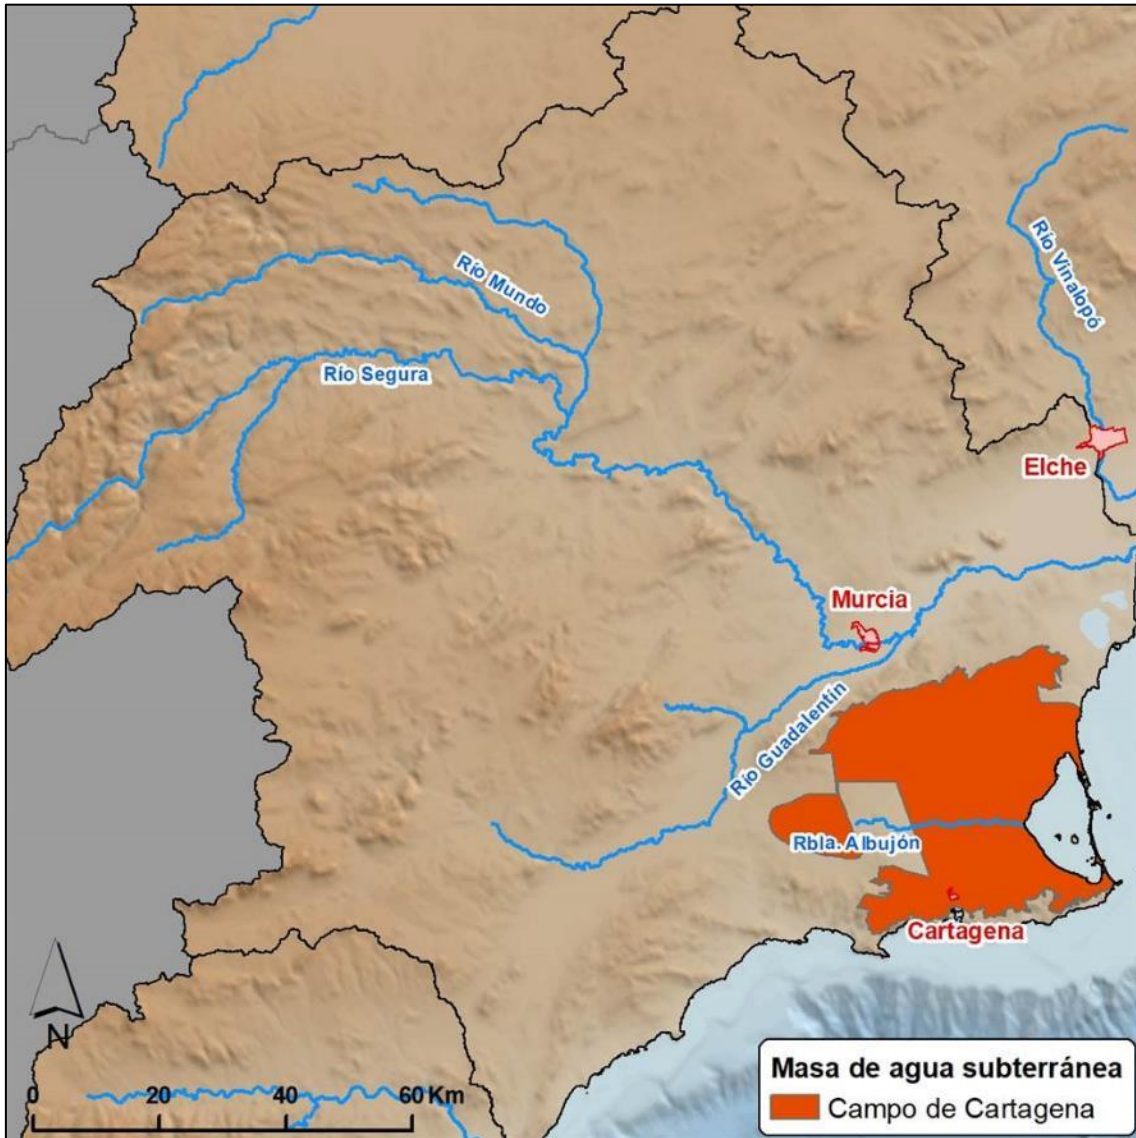 Río Vinalopó
Río Mundo
Río Segura
Elche
Murcia
Río Guadalentín
Rbla. Albujón
Cartagena
N
0 20 40 60 Km
Masa de agua subterránéa
Campo de Cartagena